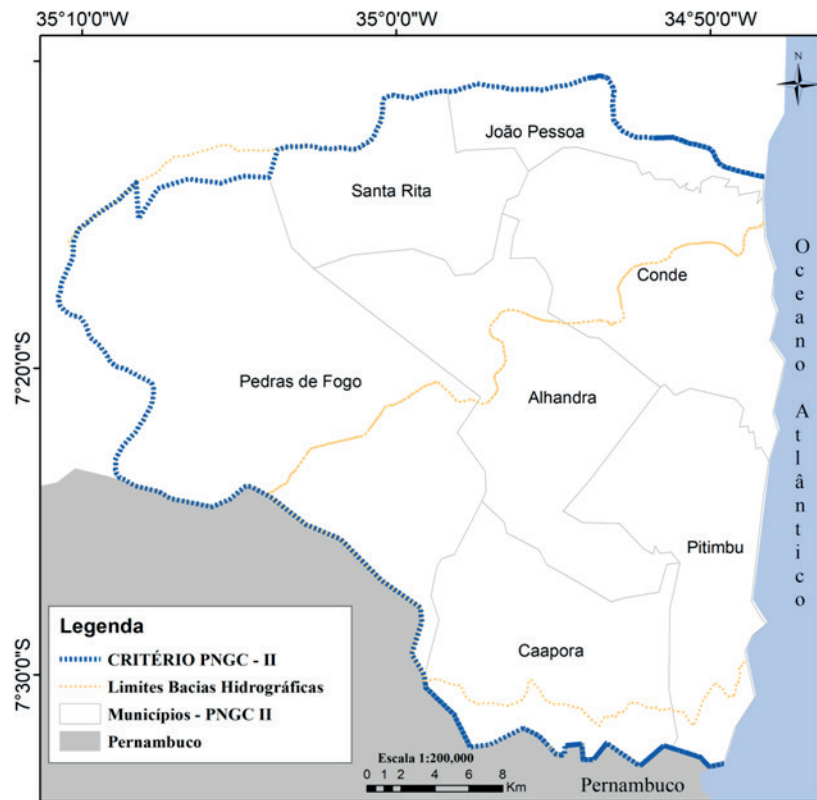 35°10'0"W
35°0'0"W
34°50'0"W
N
João Pessoa
Santa Rita
Conde
Oceano Atlântico
7°20'0"S
Pedras de Fogo
Alhandra
Pitimbu
Caapora
7°30'0"S
Legenda
CRITÉRIO PNGC - II
Limites Bacias Hidrográficas
Municípios - PNGC II
Pernambuco
Escala 1:200,000
0 1 2 4 6 8
Km
Pernambuco